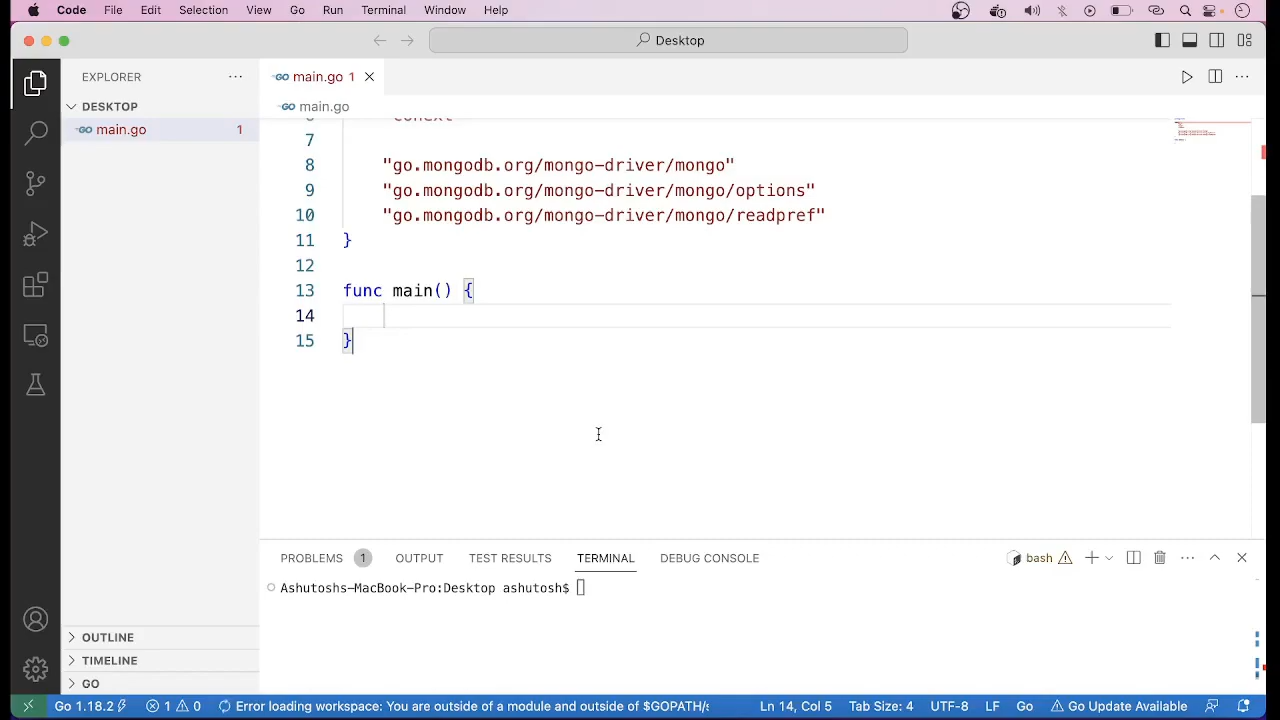 Code File Edit Selection View Go Run Terminal Window Help
Desktop
EXPLORER ···
GO main.go 1
DESKTOP
GO main.go
GO main.go 1
7
8 "go.mongodb.org/mongo-driver/mongo"
9 "go.mongodb.org/mongo-driver/mongo/options"
10 "go.mongodb.org/mongo-driver/mongo/readpref"
11 }
12
13 func main() {
14
15 }
PROBLEMS 1 OUTPUT TEST RESULTS TERMINAL DEBUG CONSOLE
bash
Ashutoshs-MacBook-Pro:Desktop ashutosh$
OUTLINE
TIMELINE
GO
Go 1.18.2 1 0 Error loading workspace: You are outside of a module and outside of $GOPATH/s Ln 14, Col 5 Tab Size: 4 UTF-8 LF Go Go Update Available